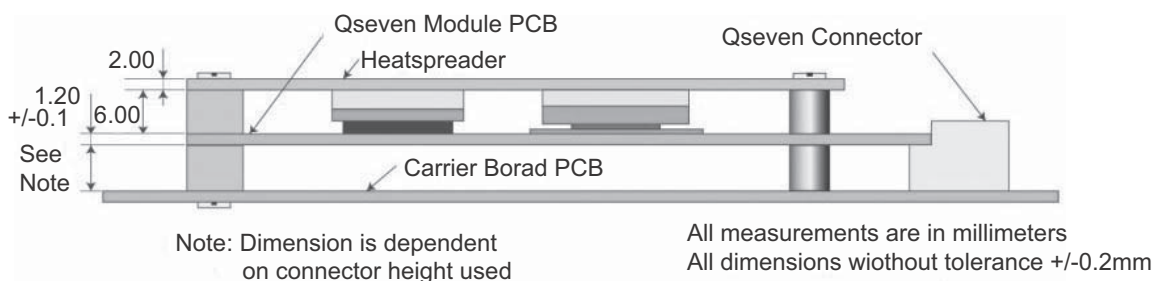 Qseven Module PCB
Qseven Connector
2.00
Heatspreader
1.20
+/-0.1
6.00
See
Note
Carrier Borad PCB
Note: Dimension is dependent
on connector height used
All measurements are in millimeters
All dimensions wiothout tolerance +/-0.2mm